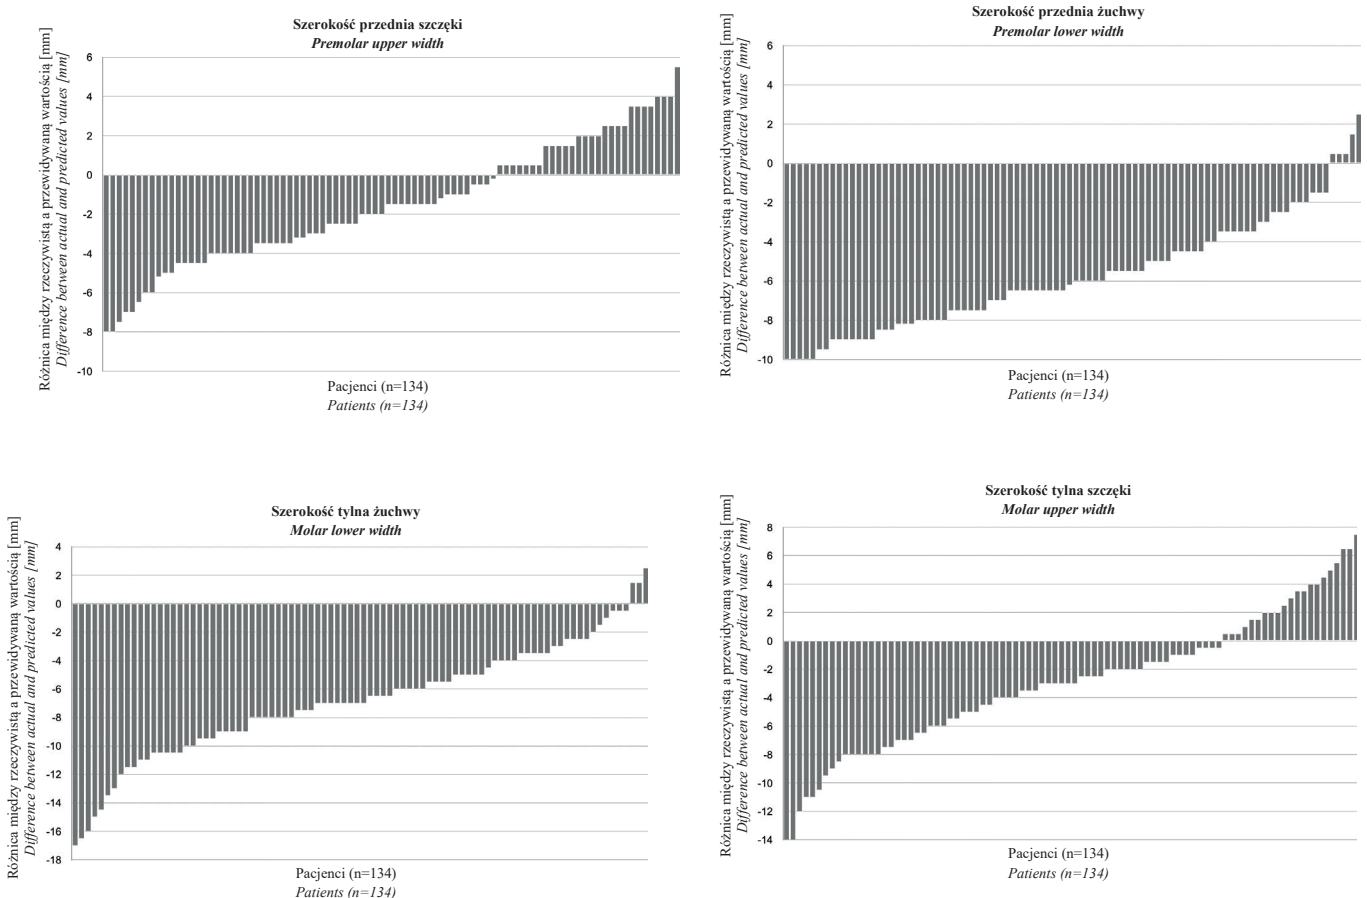 Szerokość przednia szczęki
Premolar upper width
Różnica między rzeczywistą a przewidywaną wartością [mm]
Difference between actual and predicted values [mm]
6
4
2
0
-2
-4
-6
-8
-10
Pacjenci (n=134)
Patients (n=134)
Szerokość przednia żuchwy
Premolar lower width
Różnica między rzeczywistą a przewidywaną wartością [mm]
Difference between actual and predicted values [mm]
6
4
2
0
-2
-4
-6
-8
-10
Pacjenci (n=134)
Patients (n=134)
Szerokość tylna żuchwy
Molar lower width
Różnica między rzeczywistą a przewidywaną wartością [mm]
Difference between actual and predicted values [mm]
4
2
0
-2
-4
-6
-8
-10
-12
-14
-16
-18
Pacjenci (n=134)
Patients (n=134)
Szerokość tylna szczęki
Molar upper width
Różnica między rzeczywistą a przewidywaną wartością [mm]
Difference between actual and predicted values [mm]
8
6
4
2
0
-2
-4
-6
-8
-10
-12
-14
Pacjenci (n=134)
Patients (n=134)